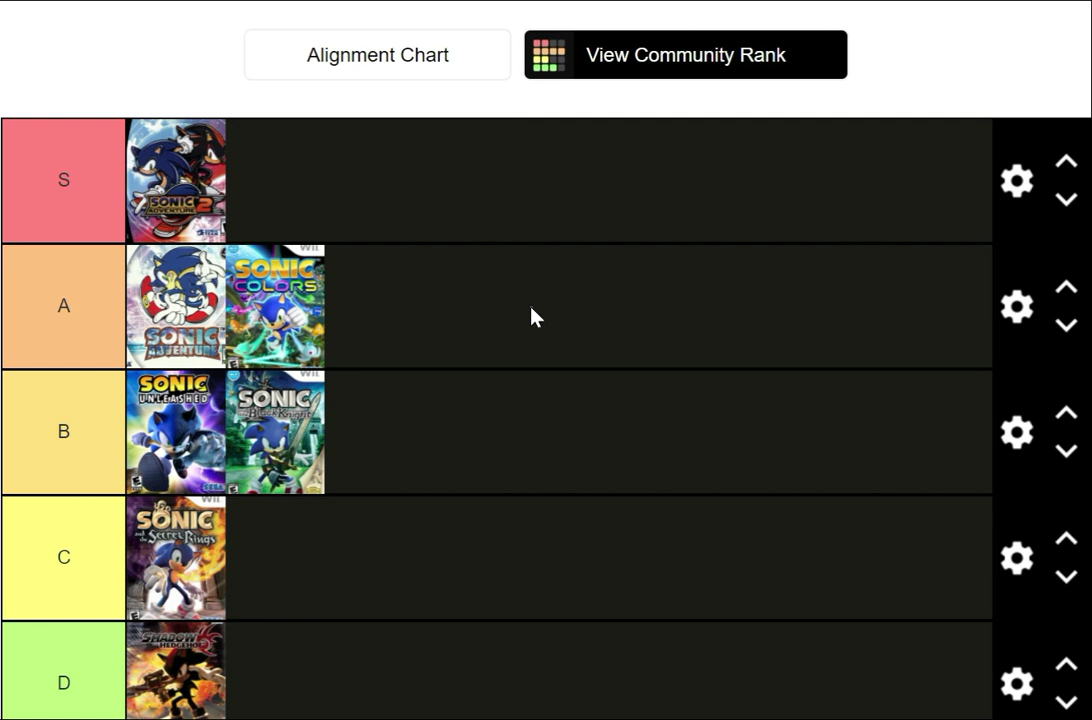 Alignment Chart
View Community Rank
S
SONIC
ADVENTURE 2
SEGA
A
SONIC
ADVENTURE
Wii
SONIC
COLORS
E
B
SONIC
UNLEASHED
E
SEGA
Wii
SONIC
and the Black Knight
E
C
Wii
SONIC
and the Secret Rings
E
D
SHADOW
THE HEDGEHOG